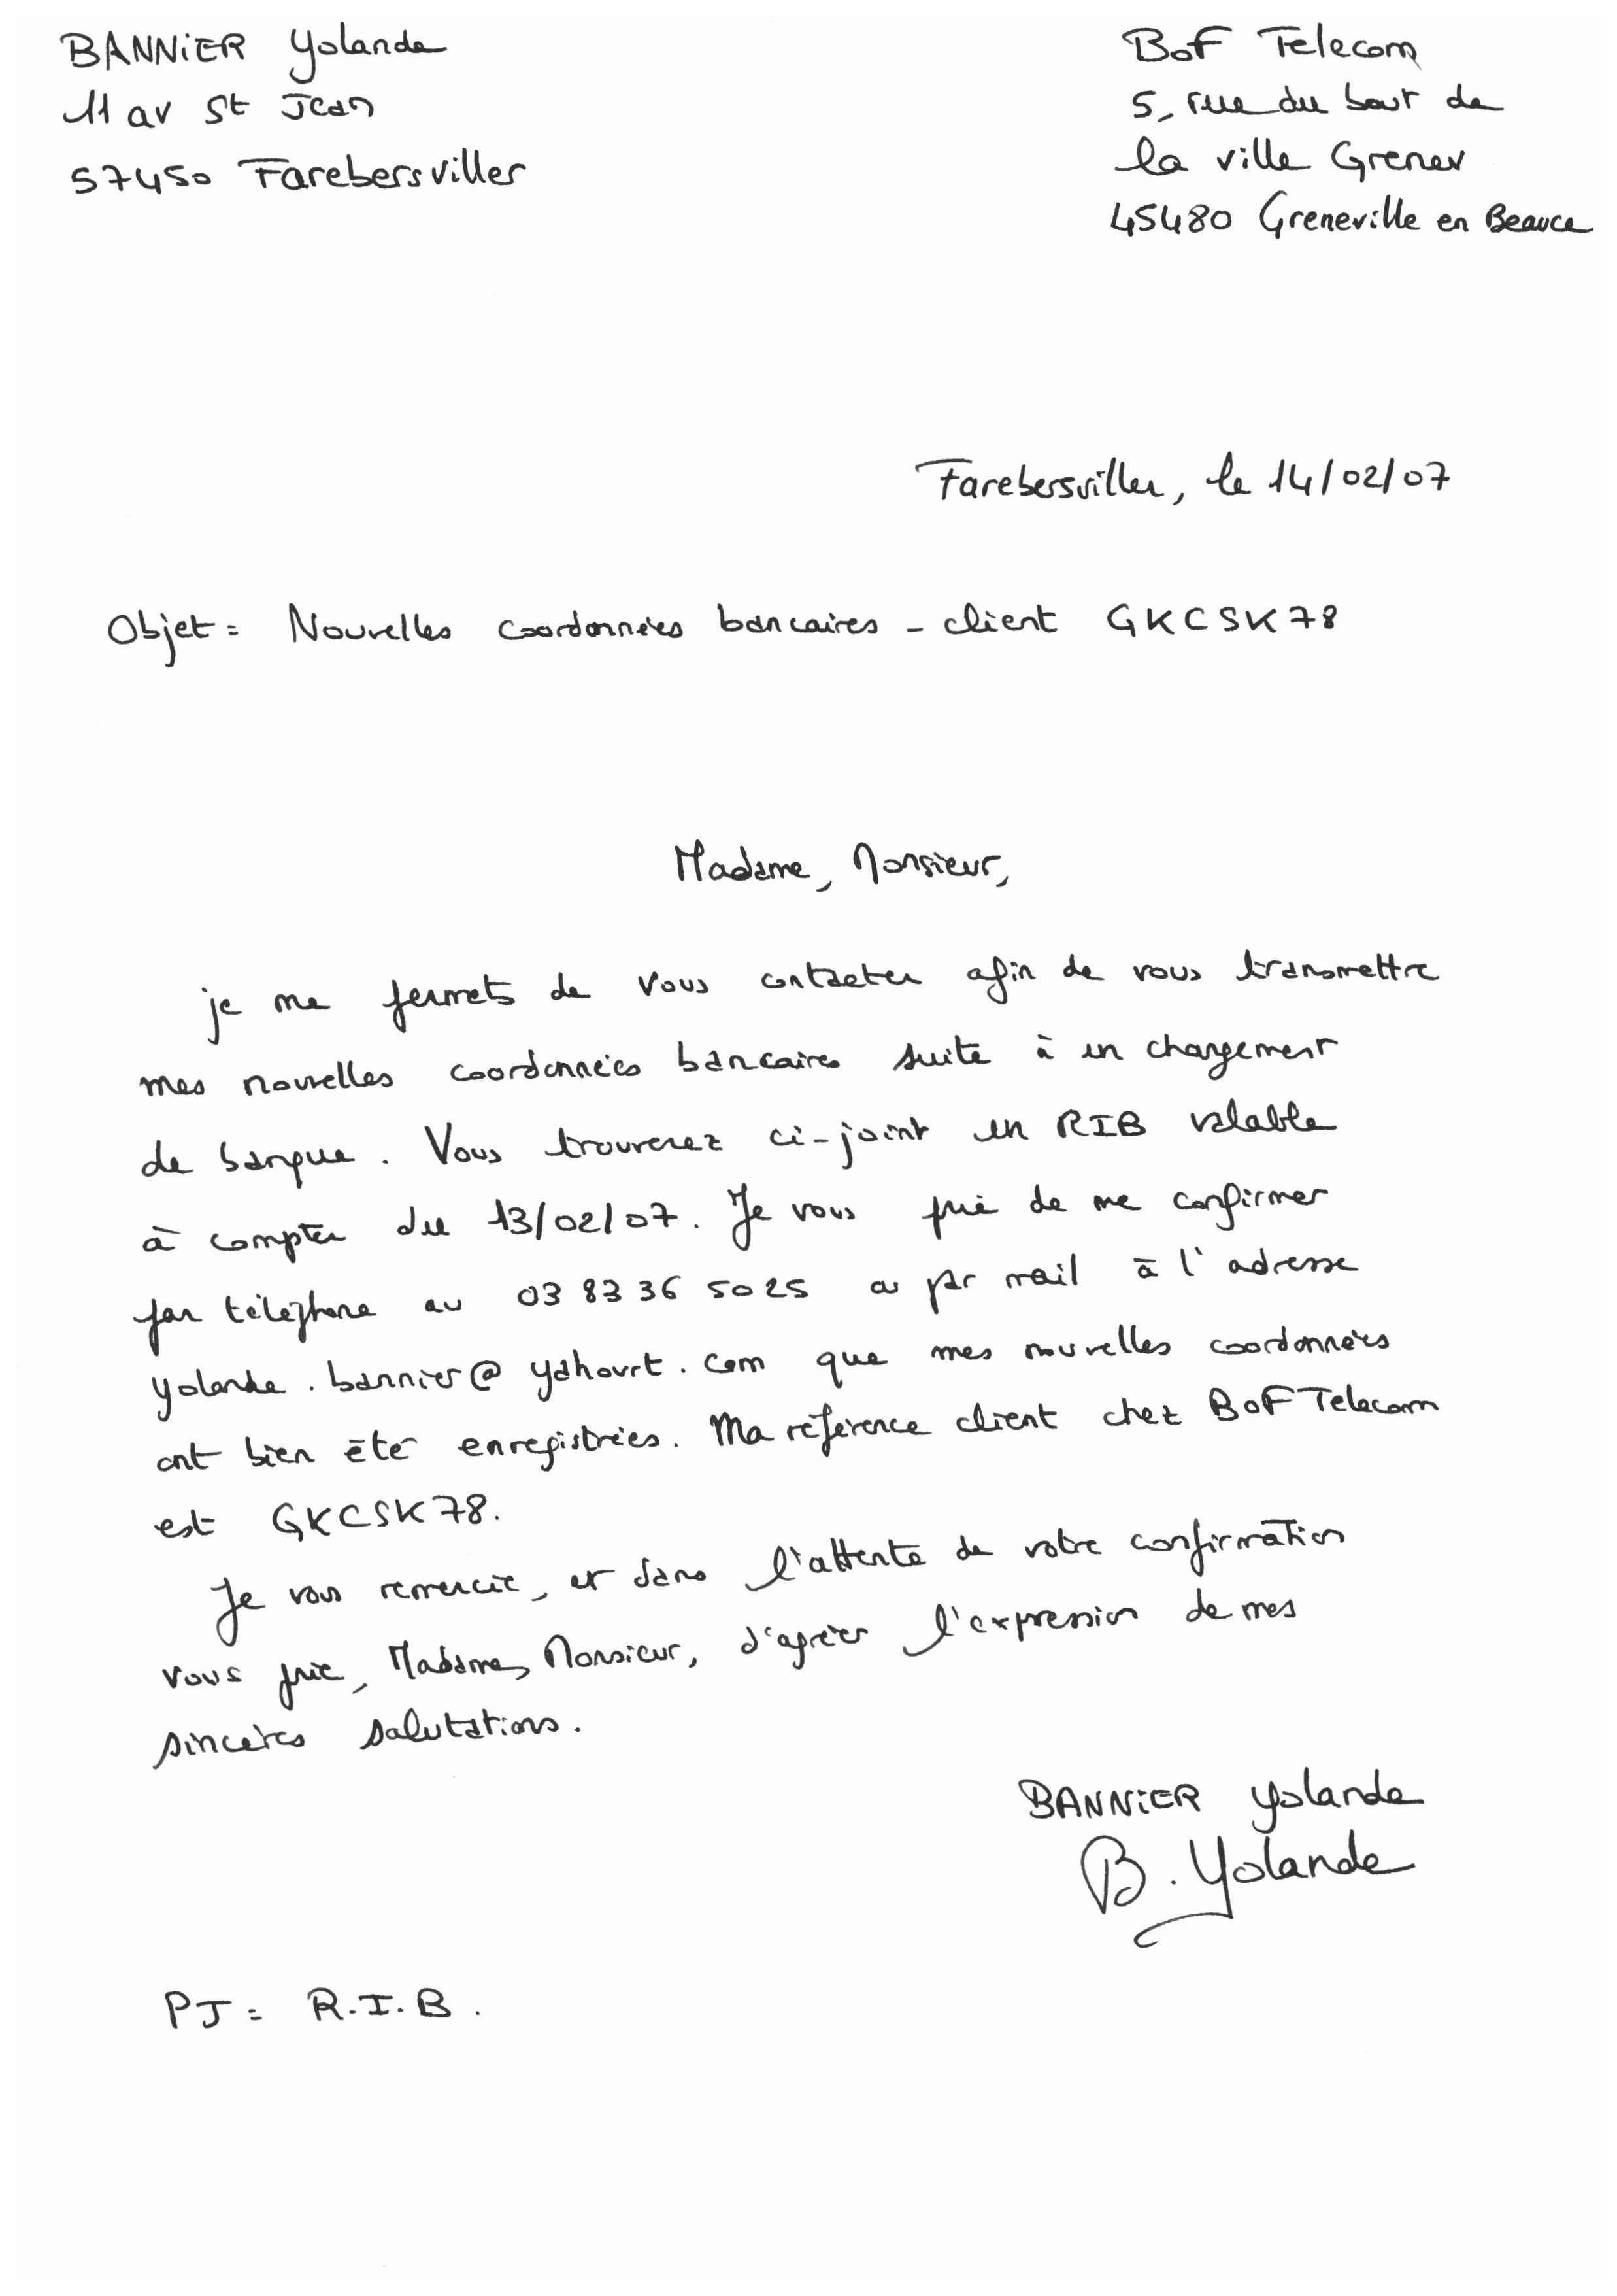 BANNiER Yolande
11 av St Jean
57450 Farebersviller
BoF Telecom
5, rue du bout de
la ville Grenev
45480 Greneville en Beauce
Farebersviller, le 14/02/07
Objet : Nouvelles coordonnées bancaires - client GKCSK78
Madame, Monsieur,
je me permets de vous contacter afin de vous transmettre
mes nouvelles coordonnées bancaires suite à un changement
de banque. Vous trouverez ci-joint un RIB valable
à compter du 13/02/07. Je vous prie de me confirmer
par téléphone au 03 83 36 50 25 ou par mail à l'adresse
yolande.bannier@yahourt.com que mes nouvelles coordonnées
ont bien été enregistrées. Ma référence client chez BoF Telecom
est GKCSK78.
Je vous remercie, et dans l'attente de votre confirmation
vous prie, Madame, Monsieur, d'agréer l'expression de mes
sincères salutations.
BANNiER Yolande
B. Yolande
PJ : R.I.B.